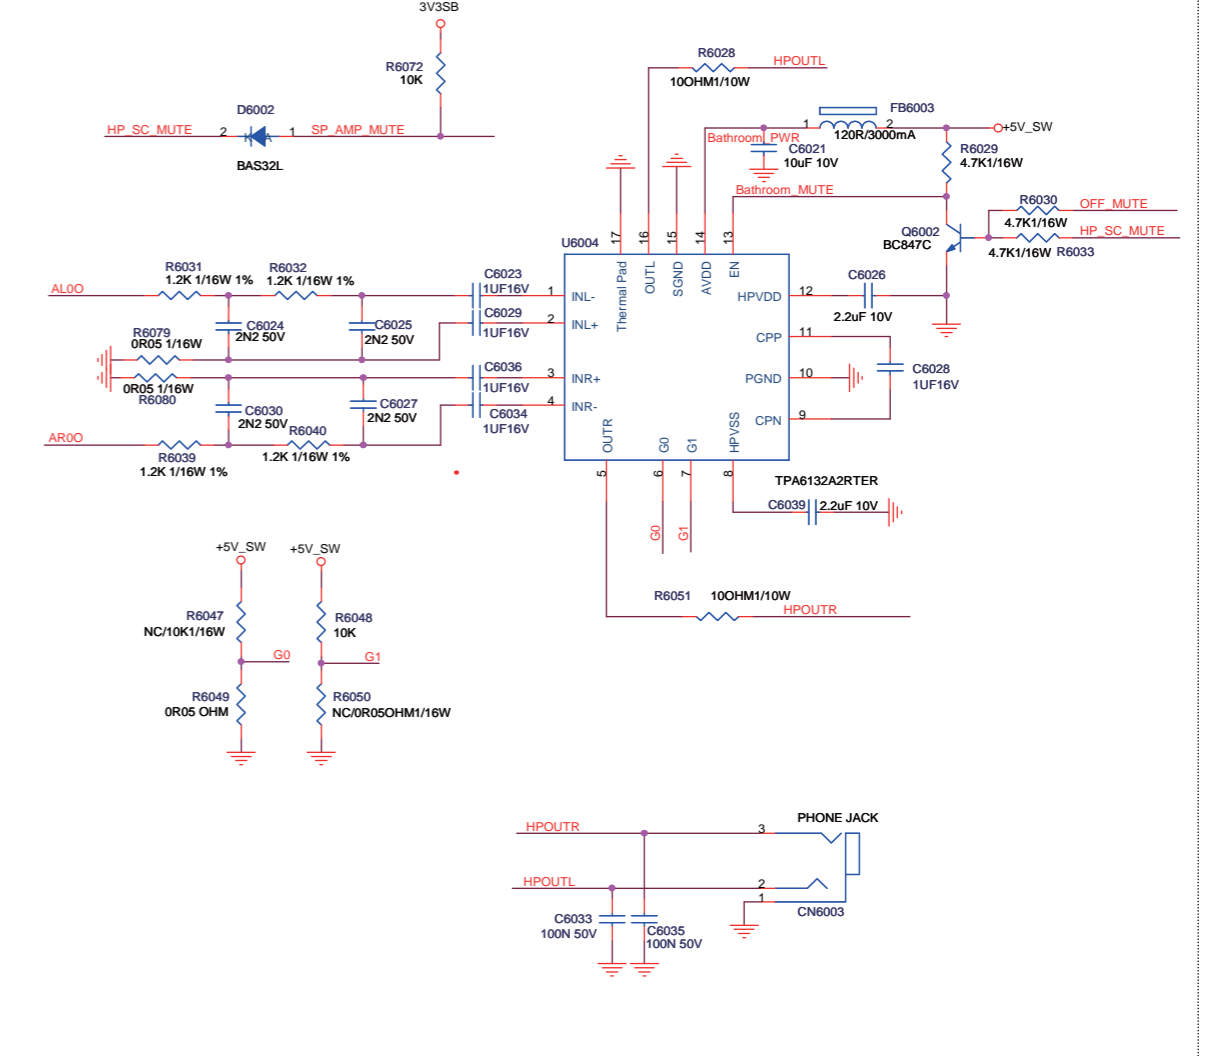 3V3SB
R6072
10K
D6002
HP_SC_MUTE
2
1
SP_AMP_MUTE
BAS32L
R6028
HPOUTL
10OHM1/10W
FB6003
1
2
+5V_SW
120R/3000mA
Bathroom_PWR
C6021
10uF 10V
R6029
4.7K1/16W
Bathroom_MUTE
R6030
OFF_MUTE
4.7K1/16W
Q6002
BC847C
HP_SC_MUTE
4.7K1/16W
R6033
U6004
17
16
15
14
13
Thermal Pad
OUTL
SGND
AVDD
EN
R6031
1.2K 1/16W 1%
R6032
1.2K 1/16W 1%
AL0O
C6023
1UF16V
1
INL-
C6024
2N2 50V
C6025
2N2 50V
C6029
1UF16V
2
INL+
R6079
0R05 1/16W
0R05 1/16W
R6080
C6036
1UF16V
3
INR+
C6030
2N2 50V
C6027
2N2 50V
4
INR-
C6034
1UF16V
AR0O
R6040
1.2K 1/16W 1%
R6039
1.2K 1/16W 1%
HPVDD
12
C6026
2.2uF 10V
CPP
11
C6028
1UF16V
PGND
10
CPN
9
OUTR
G0
G1
HPVSS
5
6
7
8
TPA6132A2RTER
C6039
2.2uF 10V
G0
G1
R6051
10OHM1/10W
HPOUTR
+5V_SW
+5V_SW
R6047
NC/10K1/16W
R6048
10K
G0
G1
R6049
0R05 OHM
R6050
NC/0R05OHM1/16W
PHONE JACK
HPOUTR
3
HPOUTL
2
1
CN6003
C6033
100N 50V
C6035
100N 50V